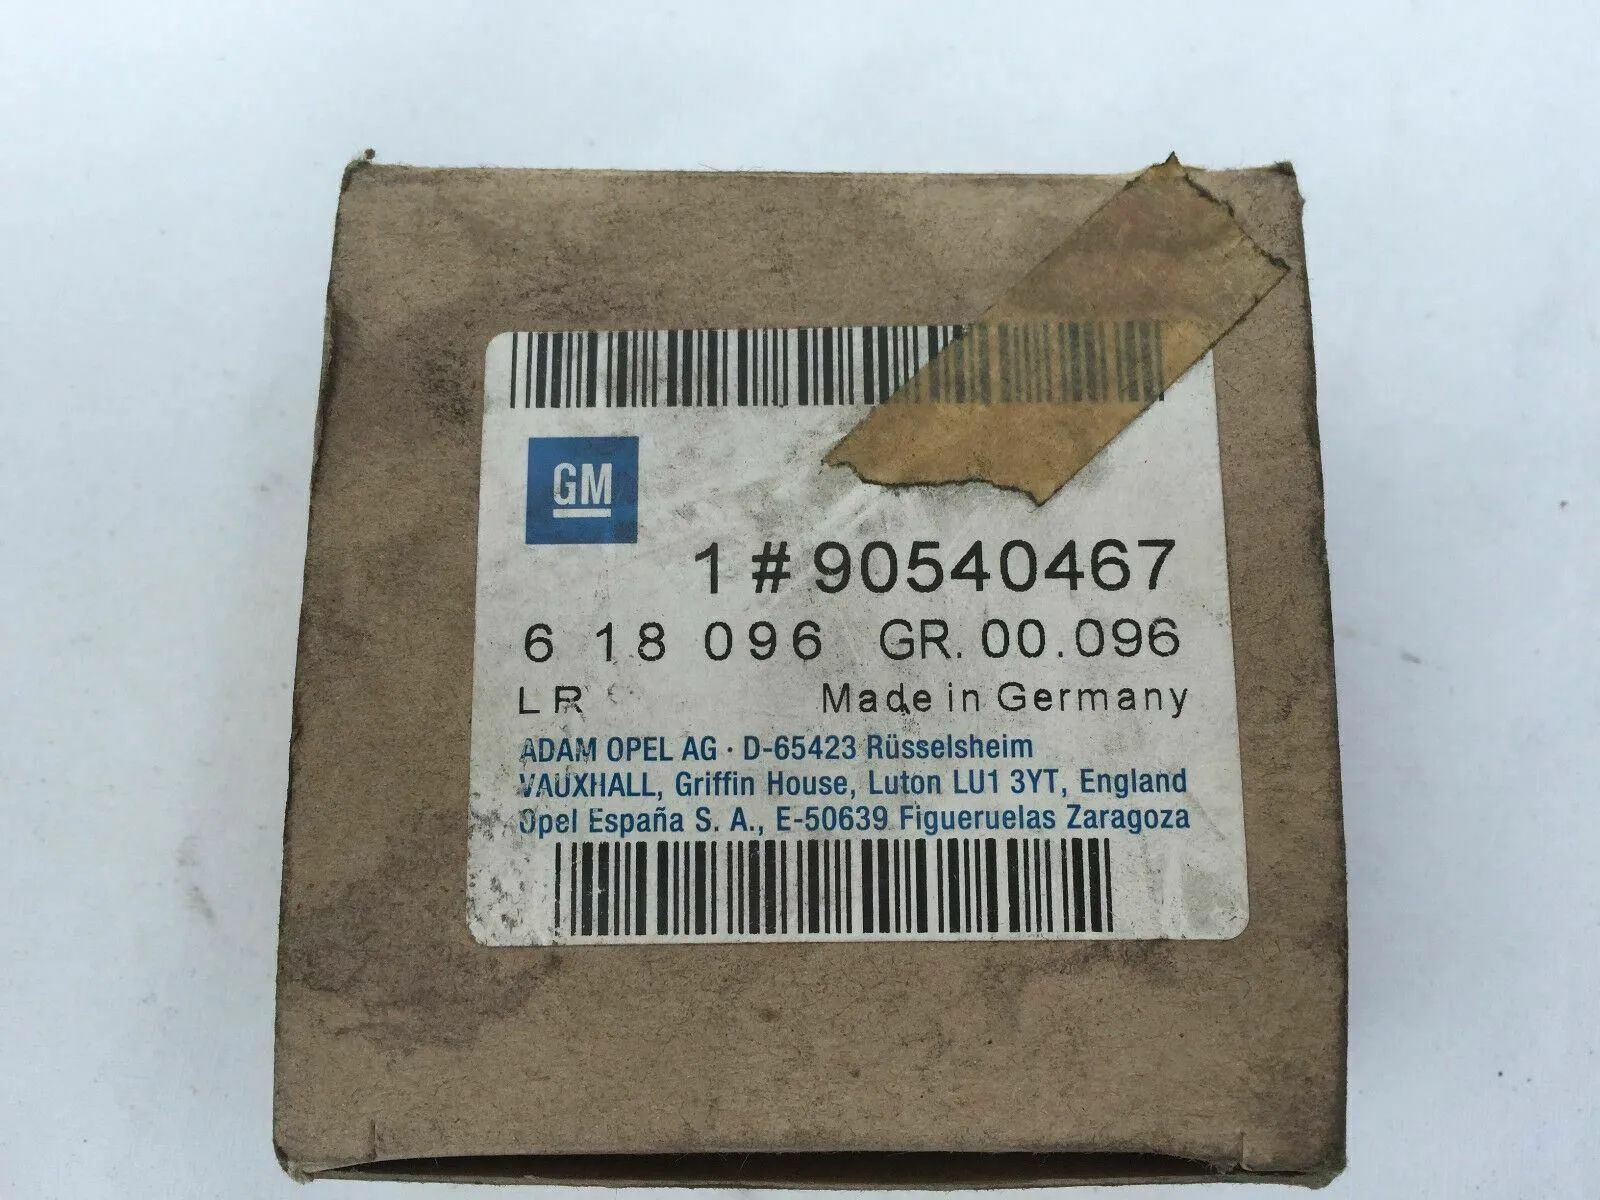 GM
1 # 90540467
6 18 096 GR. 00.096
LR Made in Germany
ADAM OPEL AG · D-65423 Rüsselsheim
VAUXHALL, Griffin House, Luton LU1 3YT, England
Opel España S. A., E-50639 Figueruelas Zaragoza